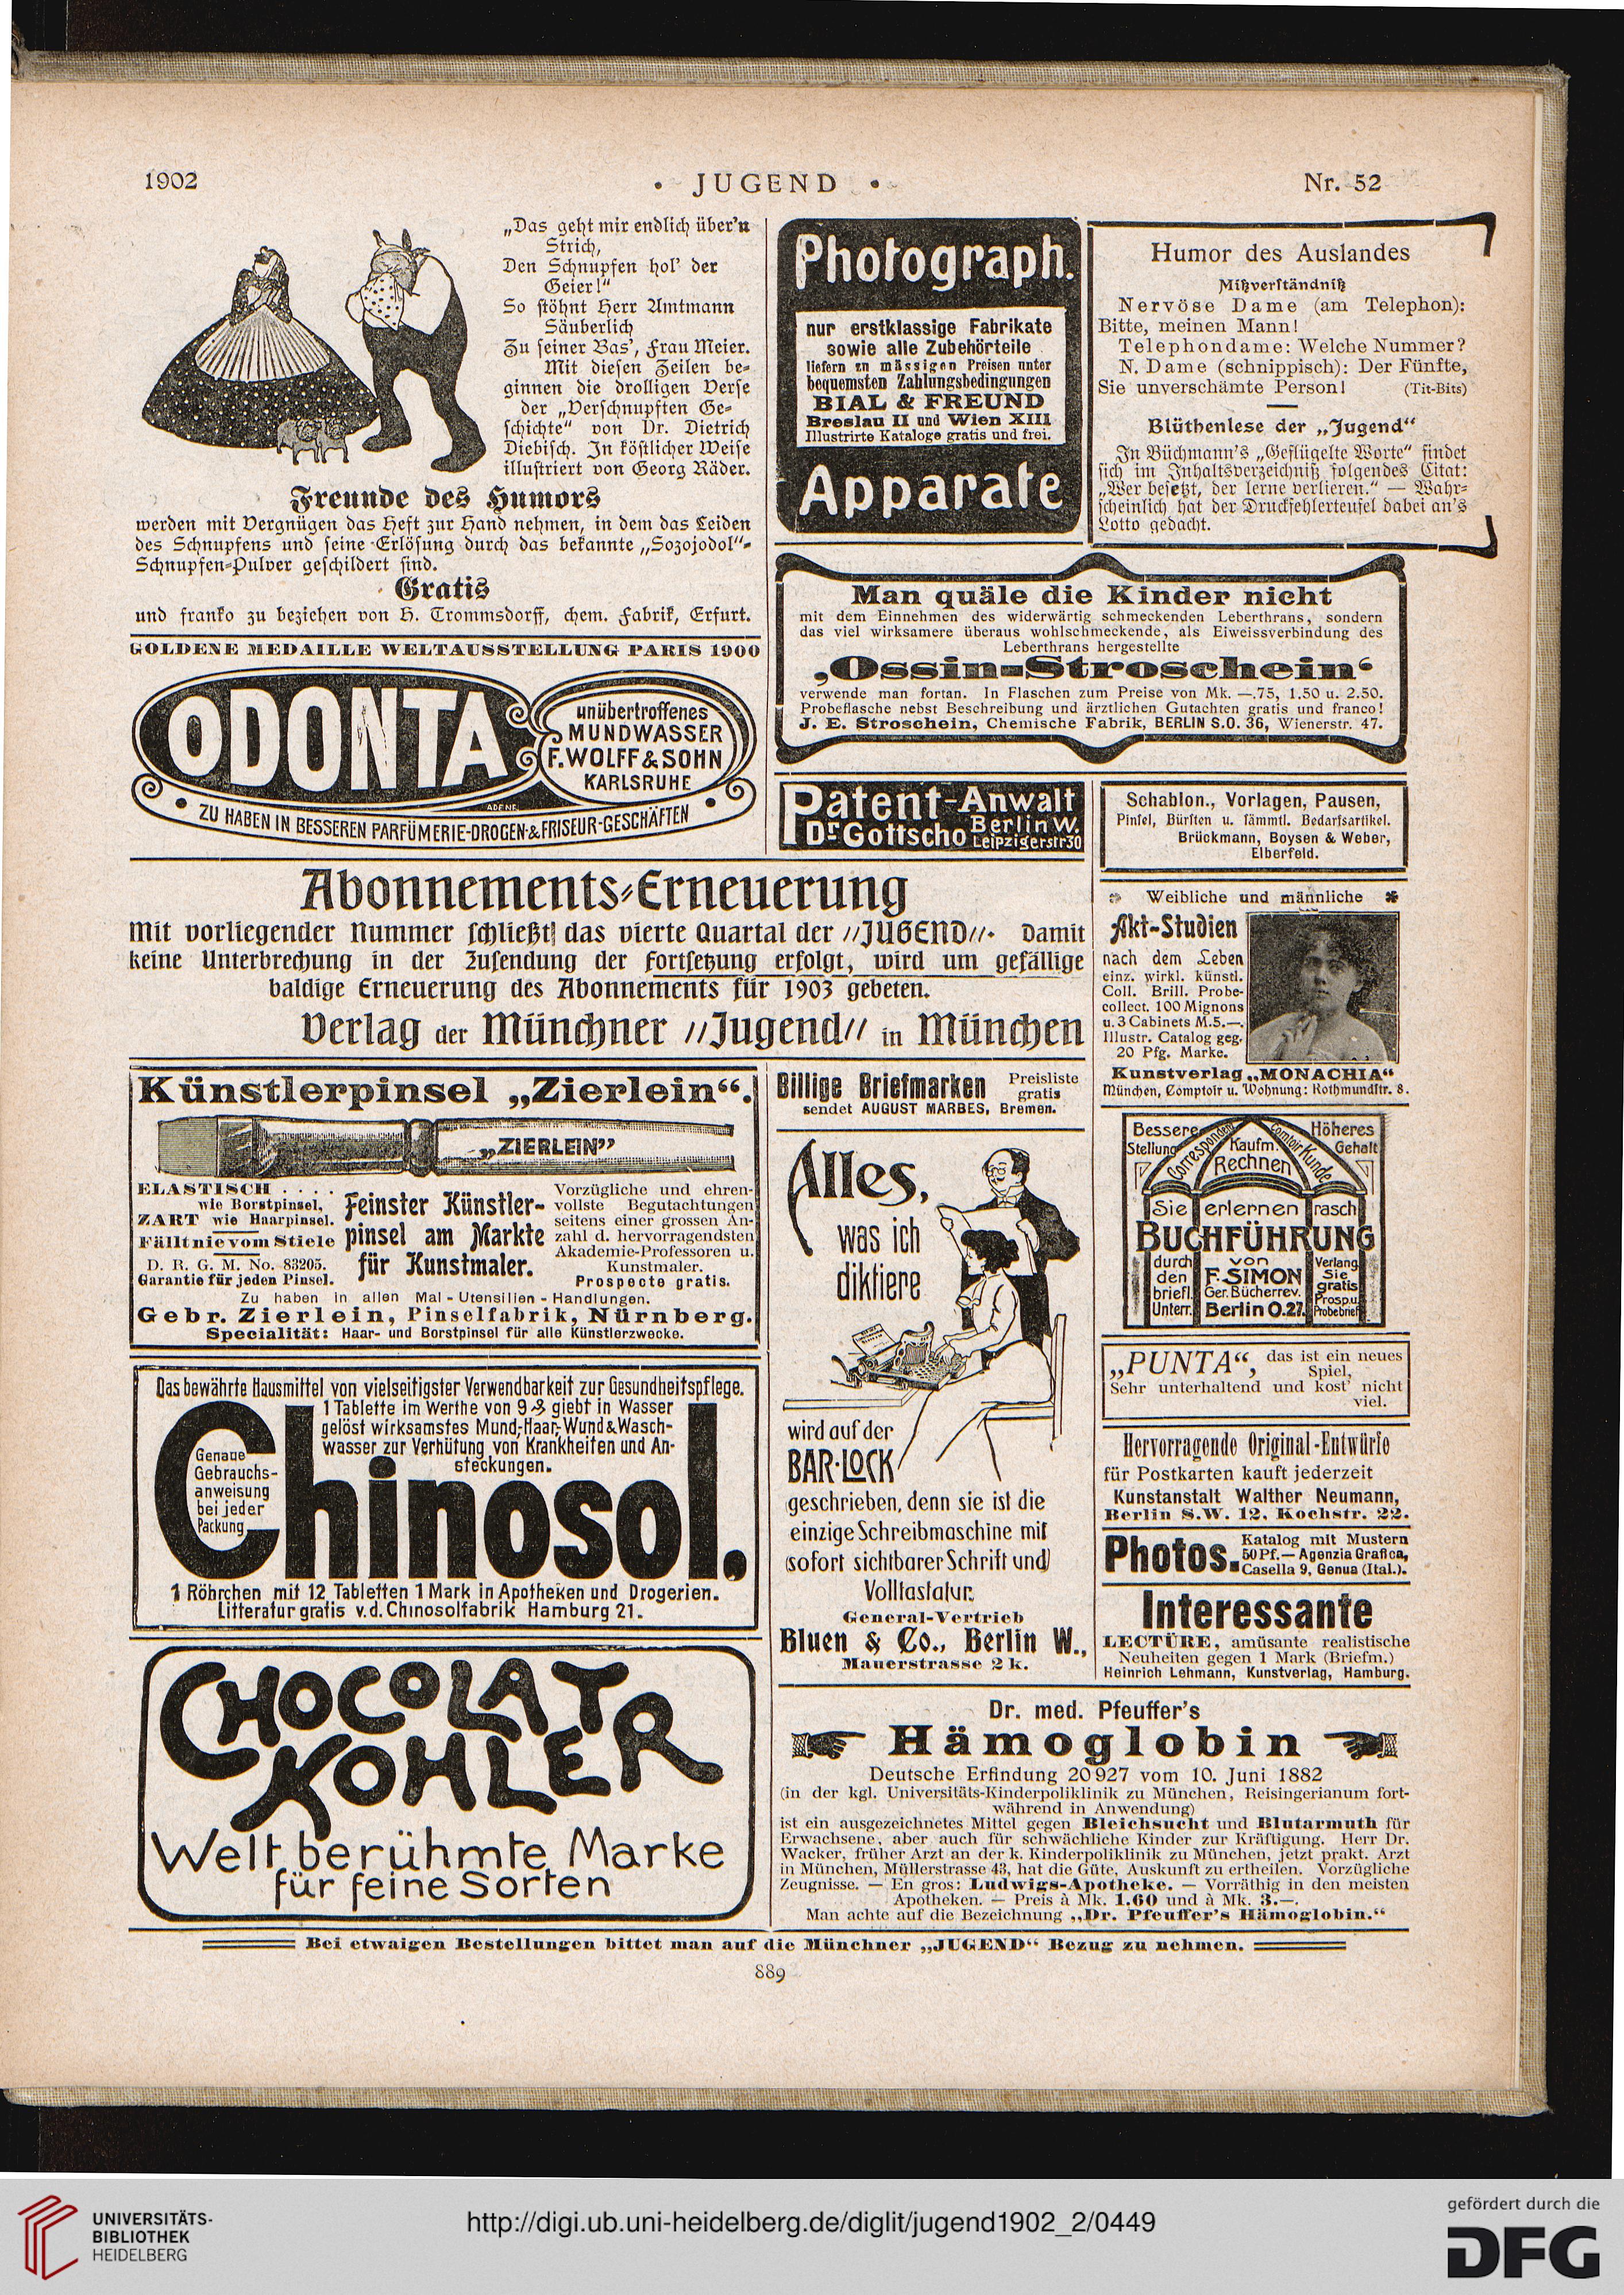 1902
• JUGEND •
Nr. 52
„Das geht mir endlich über'n
Strich,
Den Schnupfen hol' der
Geier!"
So stöhnt Herr Amtmann
Säuberlich
Zu seiner Bas', Frau Meier.
Mit diesen Zeilen be-
ginnen die drolligen Verse
der „Verschnupften Ge-
schichte" von Dr. Dietrich
Diebisch. In köstlicher Weise
illustriert von Georg Räder.
Freunde des Humors
werden mit Vergnügen das Heft zur Hand nehmen, in dem das Leiden
des Schnupfens und seine Erlösung durch das bekannte „Sozojodol"-
Schnupfen-Pulver geschildert sind.
Gratis
und franko zu beziehen von H. Trommsdorff, chem. Fabrik, Erfurt.
GOLDENE MEDAILLE WELTAUSSTELLUNG PARIS 1900
ODONTA
unübertroffenes
MUNDWASSER
F. WOLFF & SOHN
KARLSRUHE
ADENE
• ZU HABEN IN BESSEREN PARFÜMERIE-DROGEN-& FRISEUR-GESCHÄFTEN •
Photograph.
nur erstklassige Fabrikate
sowie alle Zubehörteile
liefern zu mässigen Preisen unter
bequemsten Zahlungsbedingungen
BIAL & FREUND
Breslau II und Wien XIII
Illustrirte Kataloge gratis und frei.
Apparate
Humor des Auslandes
Mißverständniß
Nervöse Dame (am Telephon):
Bitte, meinen Mann!
Telephondame: Welche Nummer?
N. Dame (schnippisch): Der Fünfte,
Sie unverschämte Person! (Tit-Bits)
Blüthenlese der „Jugend"
In Büchmann's „Geflügelte Worte" findet
sich im Inhaltsverzeichniß folgendes Citat:
„Wer besetzt, der lerne verlieren." — Wahr-
scheinlich hat der Druckfehlerteufel dabei an's
Lotto gedacht.
Man quäle die Kinder nicht
mit dem Einnehmen des widerwärtig schmeckenden Leberthrans, sondern
das viel wirksamere überaus wohlschmeckende, als Eiweissverbindung des
Leberthrans hergestellte
„Ossin-Stroschein“
verwende man fortan. In Flaschen zum Preise von Mk. —.75, 1.50 u. 2.50.
Probeflasche nebst Beschreibung und ärztlichen Gutachten gratis und franco!
J. E. Stroschein, Chemische Fabrik, BERLIN S.O. 36, Wienerstr. 47.
Patent-Anwalt
Dr Gottscho Berlin W.
Leipzigerstr 30
Schablon., Vorlagen, Pausen,
Pinsel, Bürsten u. sämmtl. Bedarfsartikel.
Brückmann, Boysen & Weber,
Elberfeld.
Abonnements-Erneuerung
Mit vorliegender Nummer schließt das vierte Quartal der „JUGEND“. Damit
keine Unterbrechung in der Zusendung der Fortsetzung erfolgt, wird um gefällige
baldige Erneuerung des Abonnements für 1903 gebeten.
Verlag der Münchner „Jugend“ in München
Weibliche und männliche
Akt-Studien
nach dem Leben
einz. wirkl. künstl.
Coll. Brill. Probe-
collect. 100 Mignons
u. 3 Cabinets M. 5.—.
Illustr. Catalog geg.
20 Pfg. Marke.
Kunstverlag „MONACHIA“
München, Comptoir u. Wohnung: Rothmundstr. 8.
Künstlerpinsel „Zierlein“.
„ZIERLEIN”
ELASTISCH . . . .
wie Borstpinsel,
ZART wie Haarpinsel.
Fällt nie vom Stiele
D. R. G. M. No. 83205.
Garantie für jeden Pinsel.
Feinster Künstler-
pinsel am Markte
für Kunstmaler.
Vorzügliche und ehren-
vollste Begutachtungen
seitens einer grossen An-
zahl d. hervorragendsten
Akademie-Professoren u.
Kunstmaler.
Prospecte gratis.
Zu haben in allen Mal-Utensilien-Handlungen.
Gebr. Zierlein, Pinselfabrik, Nürnberg.
Specialität: Haar- und Borstpinsel für alle Künstlerzwecke.
Billige Briefmarken Preisliste
gratis
sendet AUGUST MARBES, Bremen.
Alles,
was ich
diktiere
wird auf der
BAR-LOCK
geschrieben, denn sie ist die
einzige Schreibmaschine mit
sofort sichtbarer Schrift und
Volltastatur.
General-Vertrieb
Bluen & Co., Berlin W.,
Mauerstrasse 2 k.
Bessere Stellung
Höheres Gehalt
Correspondenz
Kaufm. Rechnen
Comtoir Kunde
Sie erlernen rasch
BUCHFÜHRUNG
durch den briefl. Unterr.
von
F. SIMON
Ger. Bücherrev.
Berlin O.27.
Verlang. Sie gratis Prosp. u. Probebrief
„PUNTA“, das ist ein neues
Spiel,
Sehr unterhaltend und kost' nicht
viel.
Hervorragende Original-Entwürfe
für Postkarten kauft jederzeit
Kunstanstalt Walther Neumann,
Berlin S.W. 12, Kochstr. 22.
Photos. Katalog mit Mustern
50 Pf. — Agenzia Grafica,
Casella 9, Genua (Ital.).
Interessante
LECTÜRE, amüsante realistische
Neuheiten gegen 1 Mark (Briefm.)
Heinrich Lehmann, Kunstverlag, Hamburg.
Das bewährte Hausmittel von vielseitigster Verwendbarkeit zur Gesundheitspflege.
1 Tablette im Werthe von 9 ₰ giebt in Wasser
gelöst wirksamstes Mund,-Haar,-Wund & Wasch-
wasser zur Verhütung von Krankheiten und An-
steckungen.
Genaue
Gebrauchs-
anweisung
bei jeder
Packung
Chinosol.
1 Röhrchen mit 12 Tabletten 1 Mark in Apotheken und Drogerien.
Litteratur gratis v. d. Chinosolfabrik Hamburg 21.
CHOCOLAT
KOHLER
Weltberühmte Marke
für feine Sorten
Dr. med. Pfeuffer's
Hämoglobin
Deutsche Erfindung 20927 vom 10. Juni 1882
(in der kgl. Universitäts-Kinderpoliklinik zu München, Reisingerianum fort-
während in Anwendung)
ist ein ausgezeichnetes Mittel gegen Bleichsucht und Blutarmuth für
Erwachsene, aber auch für schwächliche Kinder zur Kräftigung. Herr Dr.
Wacker, früher Arzt an der k. Kinderpoliklinik zu München, jetzt prakt. Arzt
in München, Müllerstrasse 43, hat die Güte, Auskunft zu ertheilen. Vorzügliche
Zeugnisse. — En gros: Ludwigs-Apotheke. — Vorräthig in den meisten
Apotheken. — Preis à Mk. 1.60 und à Mk. 3.—.
Man achte auf die Bezeichnung „Dr. Pfeuffer's Hämoglobin.“
Bei etwaigen Bestellungen bittet man auf die Münchner „JUGEND“ Bezug zu nehmen.
889
UNIVERSITÄTS-
BIBLIOTHEK
HEIDELBERG
http://digi.ub.uni-heidelberg.de/diglit/jugend1902_2/0449
gefördert durch die
DFG